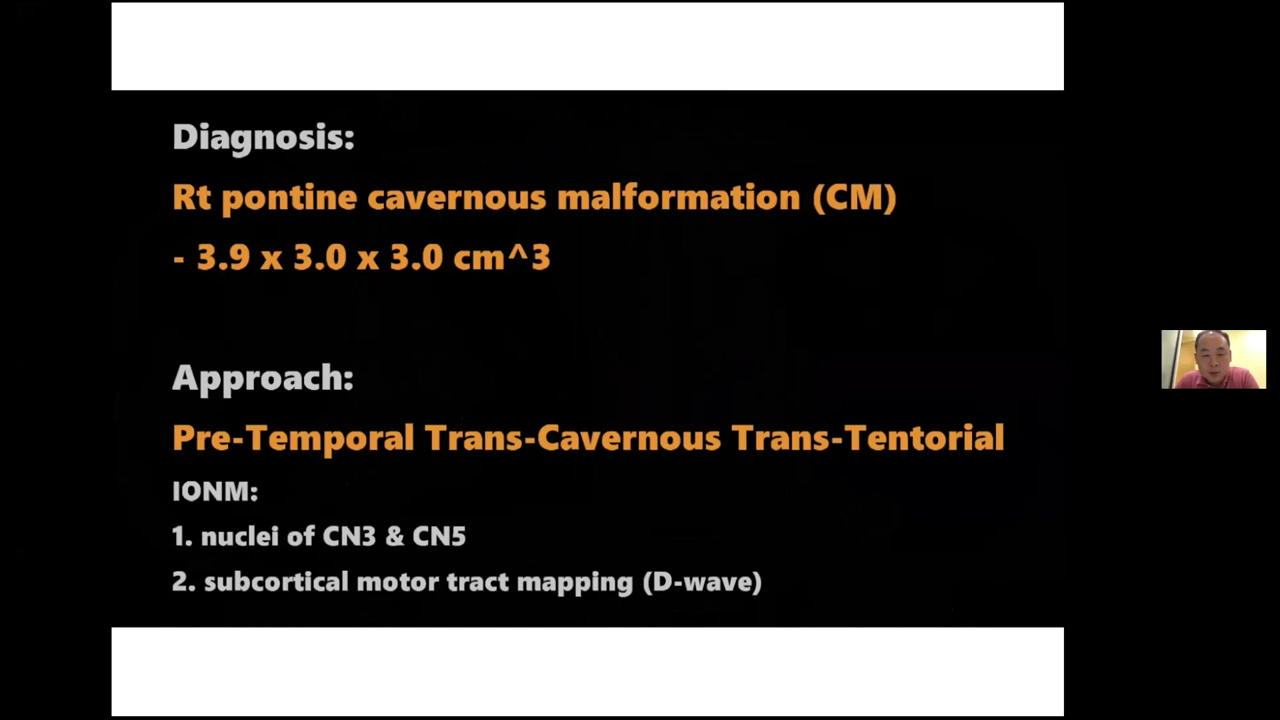 Diagnosis:
Rt pontine cavernous malformation (CM)
- 3.9 x 3.0 x 3.0 cm^3
Approach:
Pre-Temporal Trans-Cavernous Trans-Tentorial
IONM:
1. nuclei of CN3 & CN5
2. subcortical motor tract mapping (D-wave)